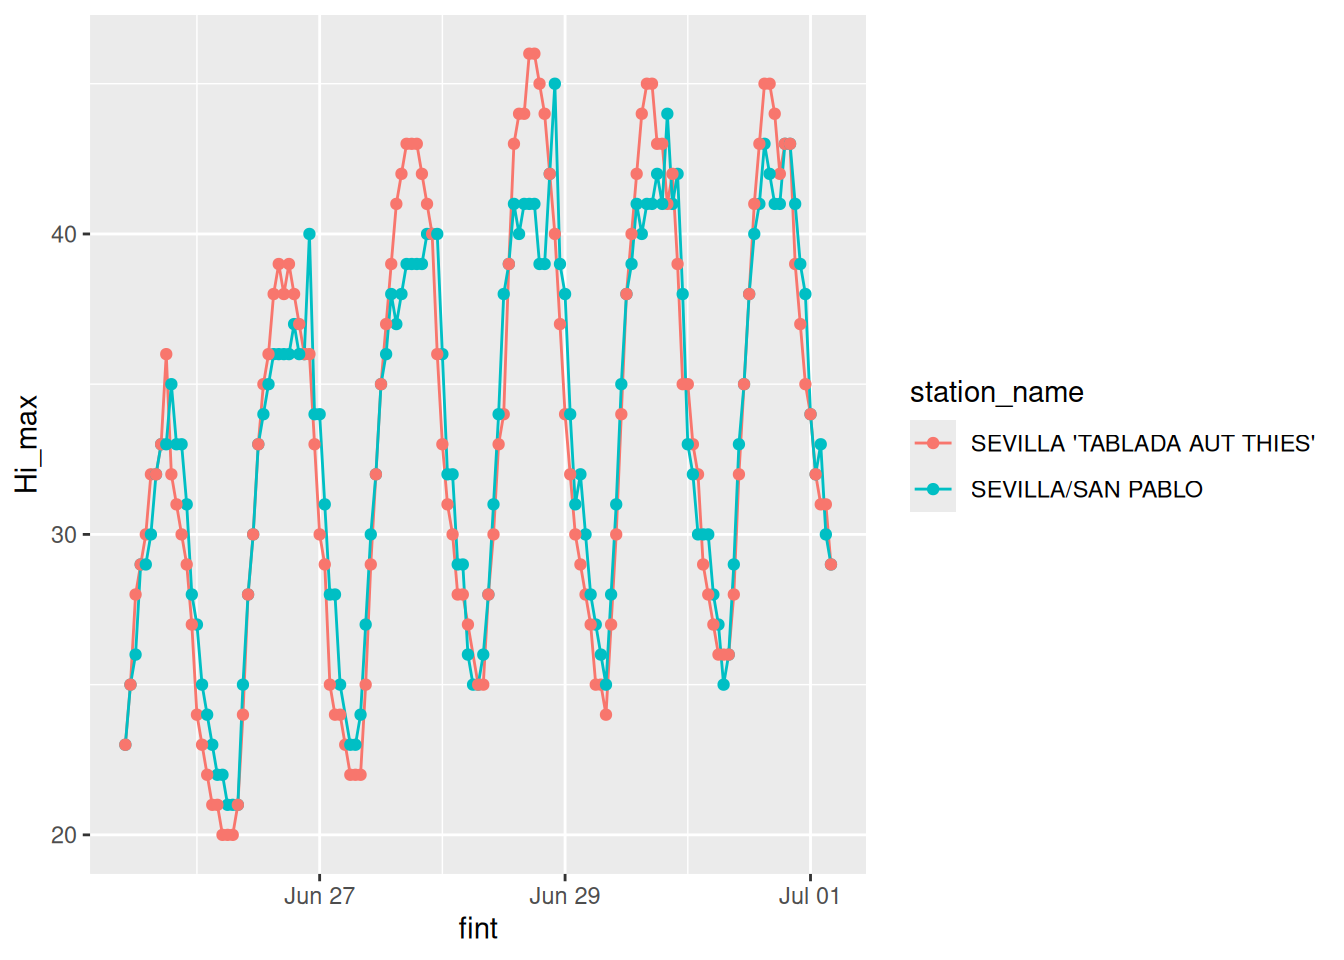 Hi_max
40
30
20
Jun 27
Jun 29
Jul 01
fint
station_name
SEVILLA 'TABLADA AUT THIES'
SEVILLA/SAN PABLO